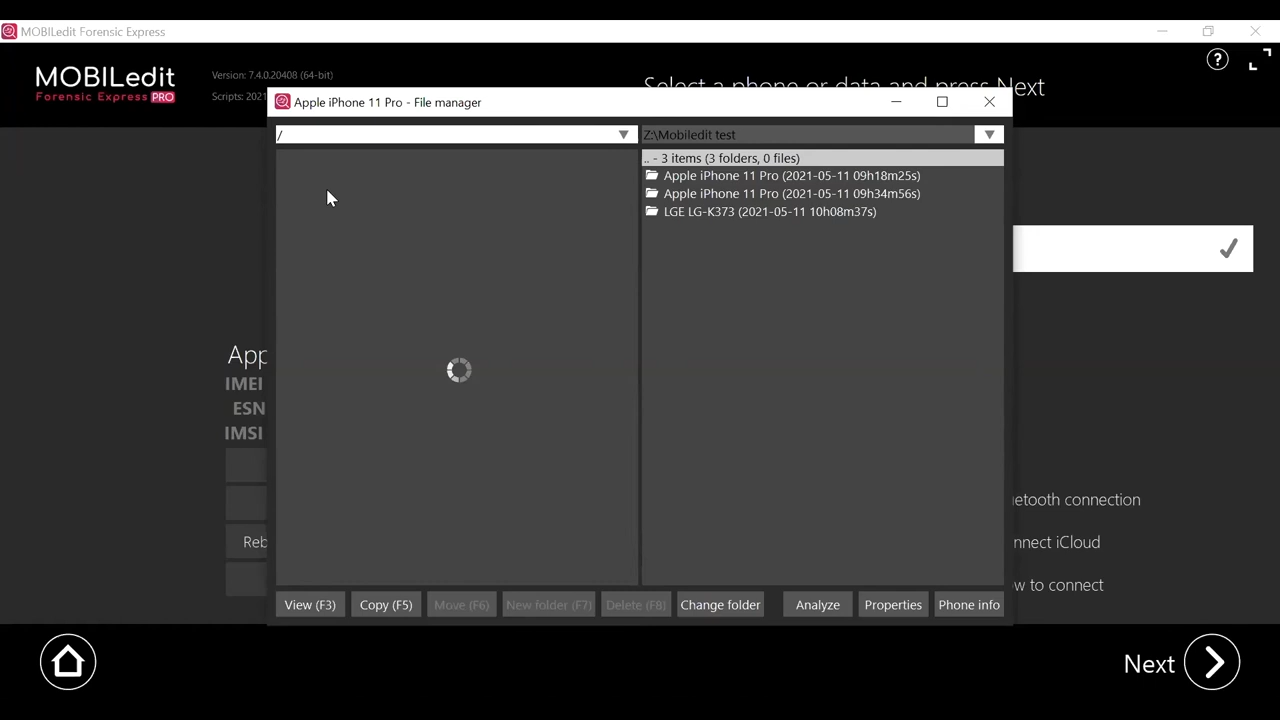 MOBILedit Forensic Express
MOBILedit
Forensic Express PRO
Version: 7.4.0.20408 (64-bit)
Scripts: 2021
Select a phone or data and press Next
Apple iPhone 11 Pro - File manager
/
Z:\Mobiledit test
.. - 3 items (3 folders, 0 files)
Apple iPhone 11 Pro (2021-05-11 09h18m25s)
Apple iPhone 11 Pro (2021-05-11 09h34m56s)
LGE LG-K373 (2021-05-11 10h08m37s)
App
IMEI
ESN
IMSI
Reb
uetooth connection
nnect iCloud
ow to connect
View (F3)
Copy (F5)
Move (F6)
New folder (F7)
Delete (F8)
Change folder
Analyze
Properties
Phone info
Next